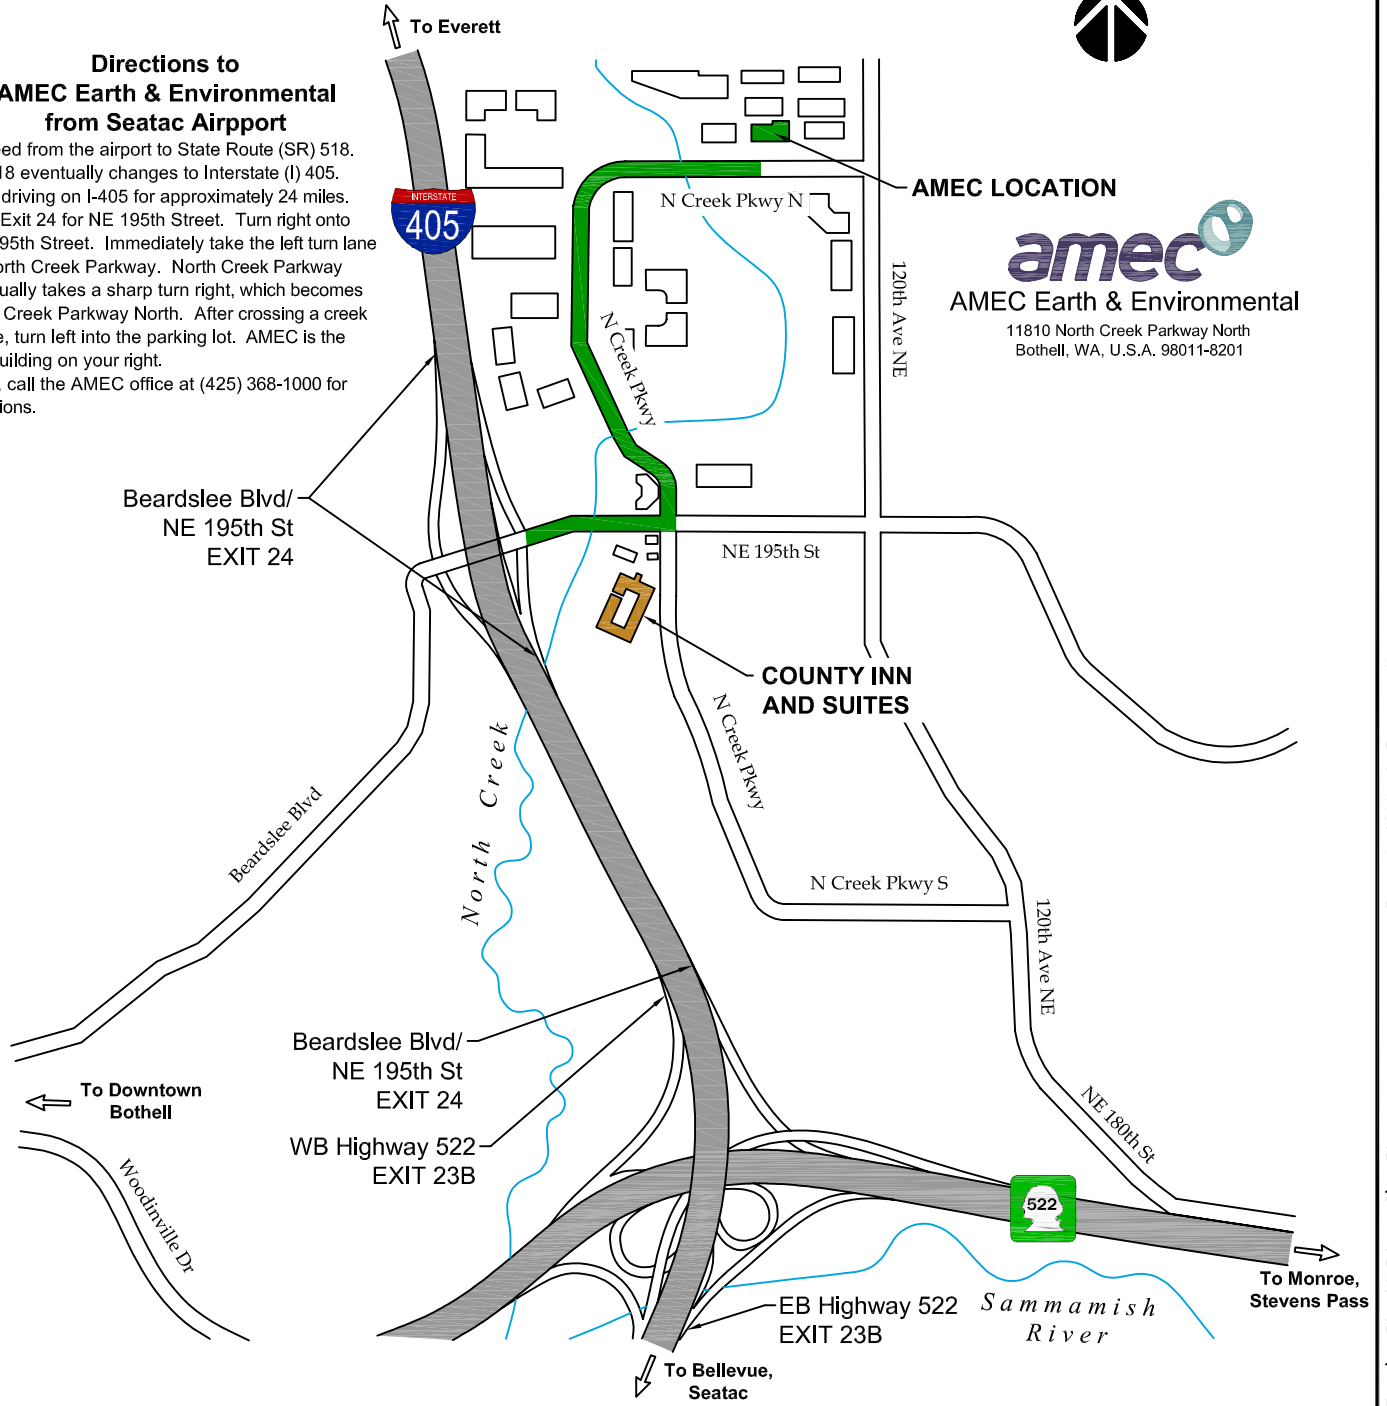 To Everett
Directions to
AMEC Earth & Environmental
from Seatac Airpport
eed from the airport to State Route (SR) 518.
18 eventually changes to Interstate (I) 405.
driving on I-405 for approximately 24 miles.
Exit 24 for NE 195th Street. Turn right onto
95th Street. Immediately take the left turn lane
orth Creek Parkway. North Creek Parkway
ually takes a sharp turn right, which becomes
Creek Parkway North. After crossing a creek
e, turn left into the parking lot. AMEC is the
uilding on your right.
, call the AMEC office at (425) 368-1000 for
tions.
INTERSTATE
405
N Creek Pkwy N
AMEC LOCATION
amec
AMEC Earth & Environmental
11810 North Creek Parkway North
Bothell, WA, U.S.A. 98011-8201
120th Ave NE
N Creek Pkwy
Beardslee Blvd/
NE 195th St
EXIT 24
NE 195th St
COUNTY INN
AND SUITES
N Creek Pkwy
North Creek
Beardslee Blvd
N Creek Pkwy S
120th Ave NE
Beardslee Blvd/
NE 195th St
EXIT 24
To Downtown
Bothell
WB Highway 522
EXIT 23B
NE 180th St
Woodinville Dr
522
To Monroe,
Stevens Pass
EB Highway 522
EXIT 23B
Sammamish
River
To Bellevue,
Seatac